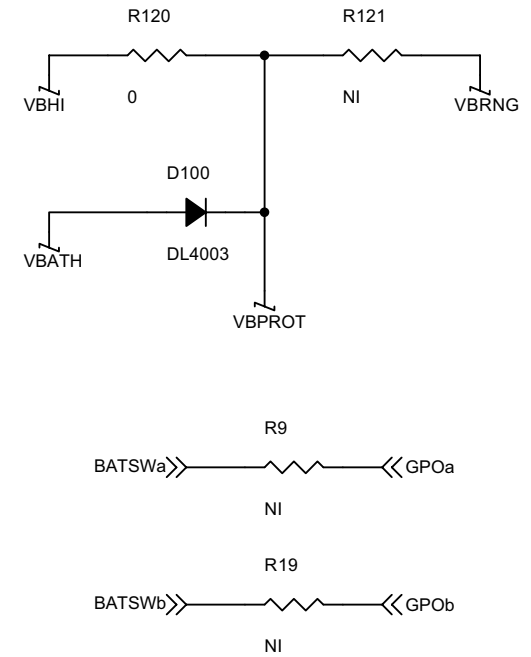 R120
R121
0
NI
VBHI
VBRNG
D100
DL4003
VBATH
VBPROT
R9
BATSWa
GPOa
NI
R19
BATSWb
GPOb
NI